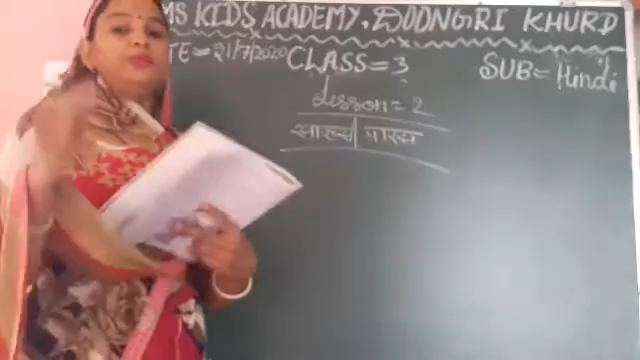 MS KIDS ACADEMY, DOONGRI KHURD
TE=21/7/2020 CLASS=3 SUB=Hindi
Lesson=2